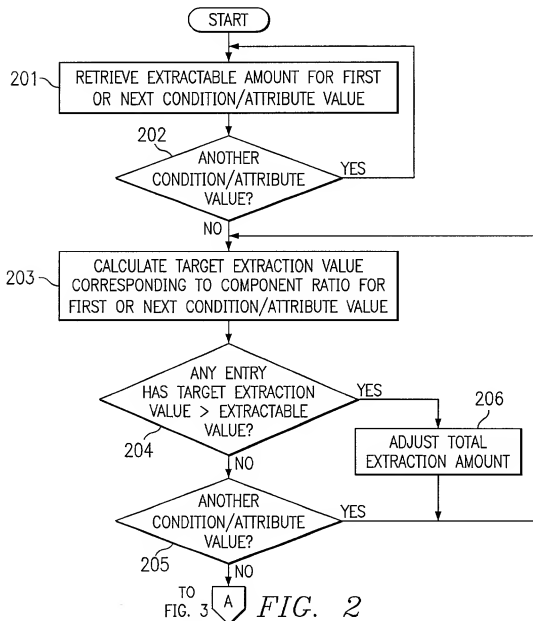 START
201
RETRIEVE EXTRACTABLE AMOUNT FOR FIRST
OR NEXT CONDITION/ATTRIBUTE VALUE
202
ANOTHER
CONDITION/ATTRIBUTE
VALUE?
YES
NO
203
CALCULATE TARGET EXTRACTION VALUE
CORRESPONDING TO COMPONENT RATIO FOR
FIRST OR NEXT CONDITION/ATTRIBUTE VALUE
ANY ENTRY
HAS TARGET EXTRACTION
VALUE > EXTRACTABLE
VALUE?
YES
204
NO
206
ADJUST TOTAL
EXTRACTION AMOUNT
ANOTHER
CONDITION/ATTRIBUTE
VALUE?
YES
205
NO
TO
FIG. 3
A
FIG. 2